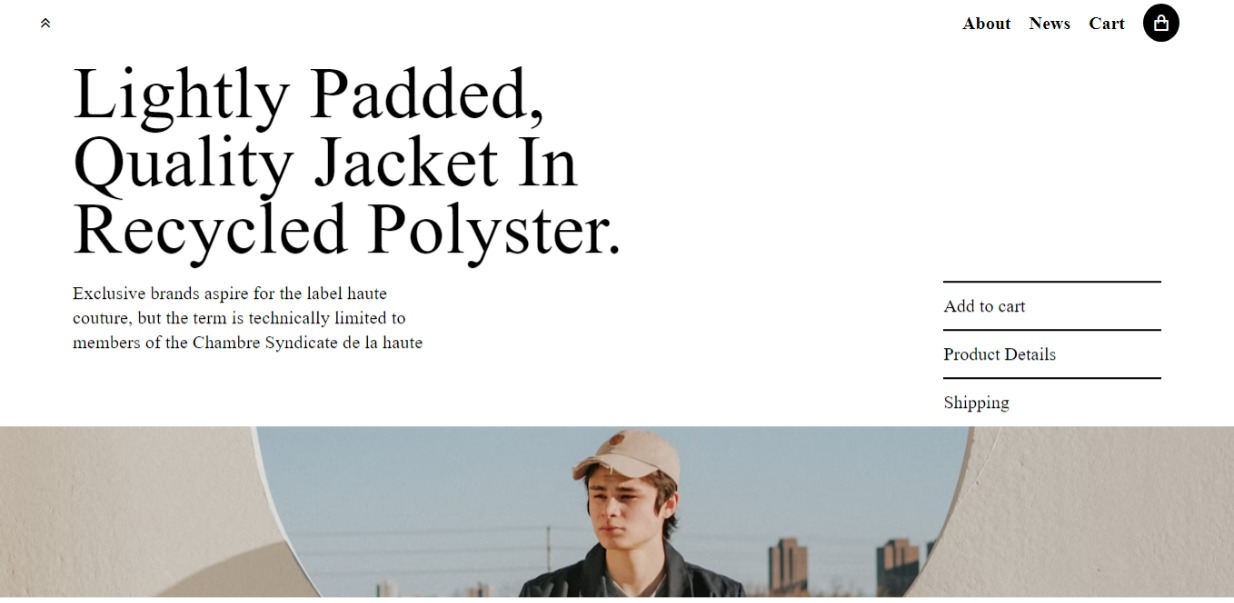 About News Cart
Lightly Padded,
Quality Jacket In
Recycled Polyster.
Exclusive brands aspire for the label haute
couture, but the term is technically limited to
members of the Chambre Syndicate de la haute
Add to cart
Product Details
Shipping